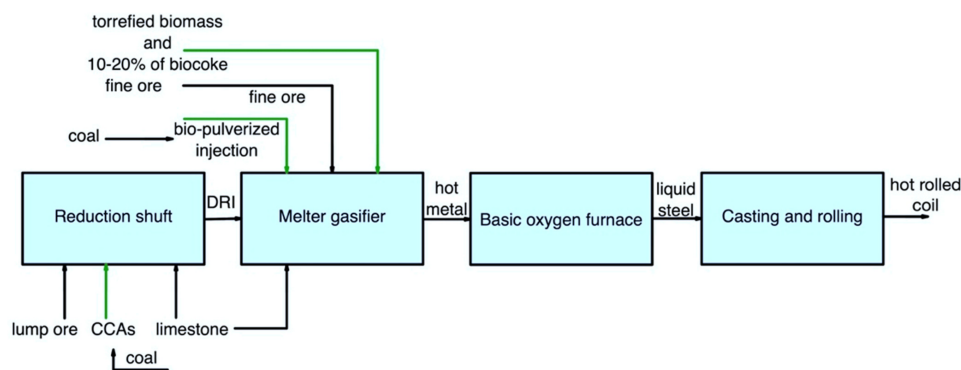 torrefied biomass
and
10-20% of biocoke
fine ore
fine ore
coal
bio-pulverized
injection
Reduction shuft
DRI
Melter gasifier
hot
metal
Basic oxygen furnace
liquid
steel
Casting and rolling
hot rolled
coil
lump ore
CCAs
limestone
coal